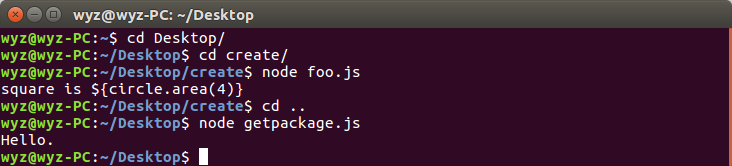 wyz@wyz-PC: ~/Desktop
wyz@wyz-PC:~$ cd Desktop/
wyz@wyz-PC:~/Desktop$ cd create/
wyz@wyz-PC:~/Desktop/create$ node foo.js
square is ${circle.area(4)}
wyz@wyz-PC:~/Desktop/create$ cd ..
wyz@wyz-PC:~/Desktop$ node getpackage.js
Hello.
wyz@wyz-PC:~/Desktop$